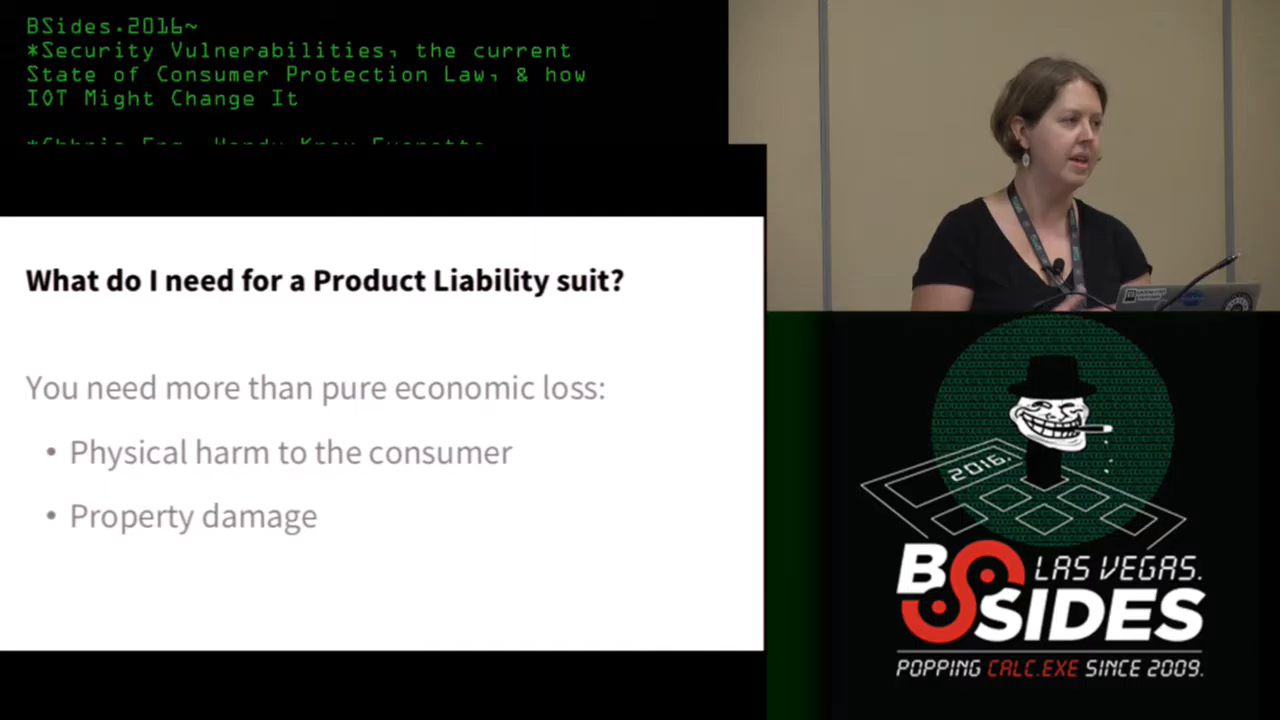 BSides.2016~
*Security Vulnerabilities, the current
State of Consumer Protection Law, & how
IOT Might Change It
What do I need for a Product Liability suit?
You need more than pure economic loss:
• Physical harm to the consumer
• Property damage
2016.
BSIDES
LAS VEGAS.
POPPING CALC.EXE SINCE 2009.